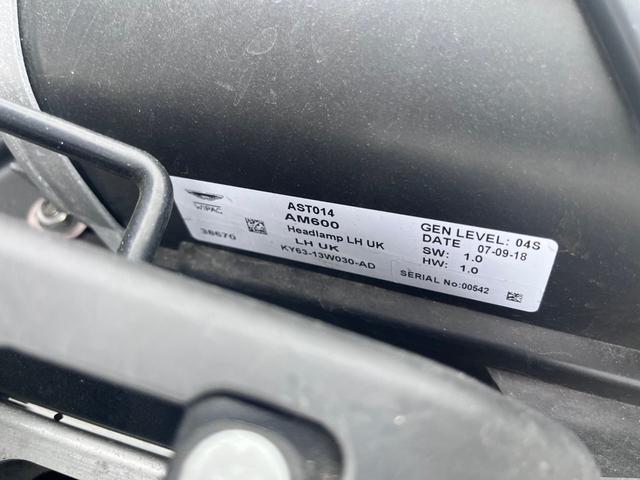 WIPAC
38670
AST014
AM600
Headlamp LH UK
LH UK
KY63-13W030-AD
GEN LEVEL: 04S
DATE 07-09-18
SW: 1.0
HW: 1.0
SERIAL No:00542